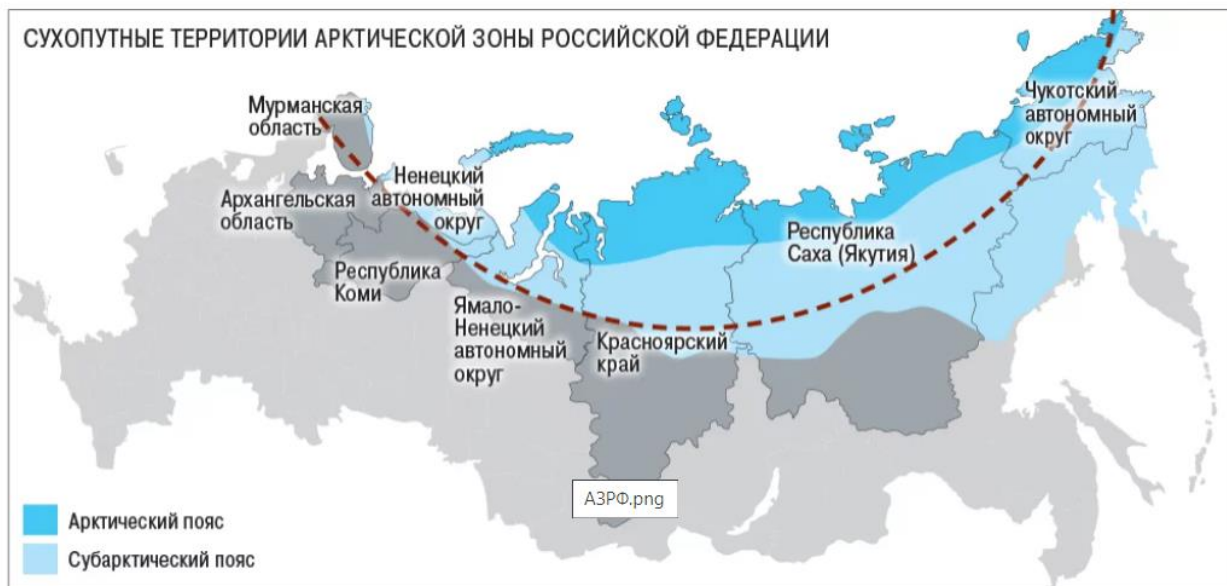 СУХОПУТНЫЕ ТЕРРИТОРИИ АРКТИЧЕСКОЙ ЗОНЫ РОССИЙСКОЙ ФЕДЕРАЦИИ
Мурманская
область
Ненецкий
автономный
округ
Архангельская
область
Республика
Коми
Ямало-
Ненецкий
автономный
округ
Красноярский
край
Республика
Саха (Якутия)
Чукотский
автономный
округ
АЗРФ.png
Арктический пояс
Субарктический пояс